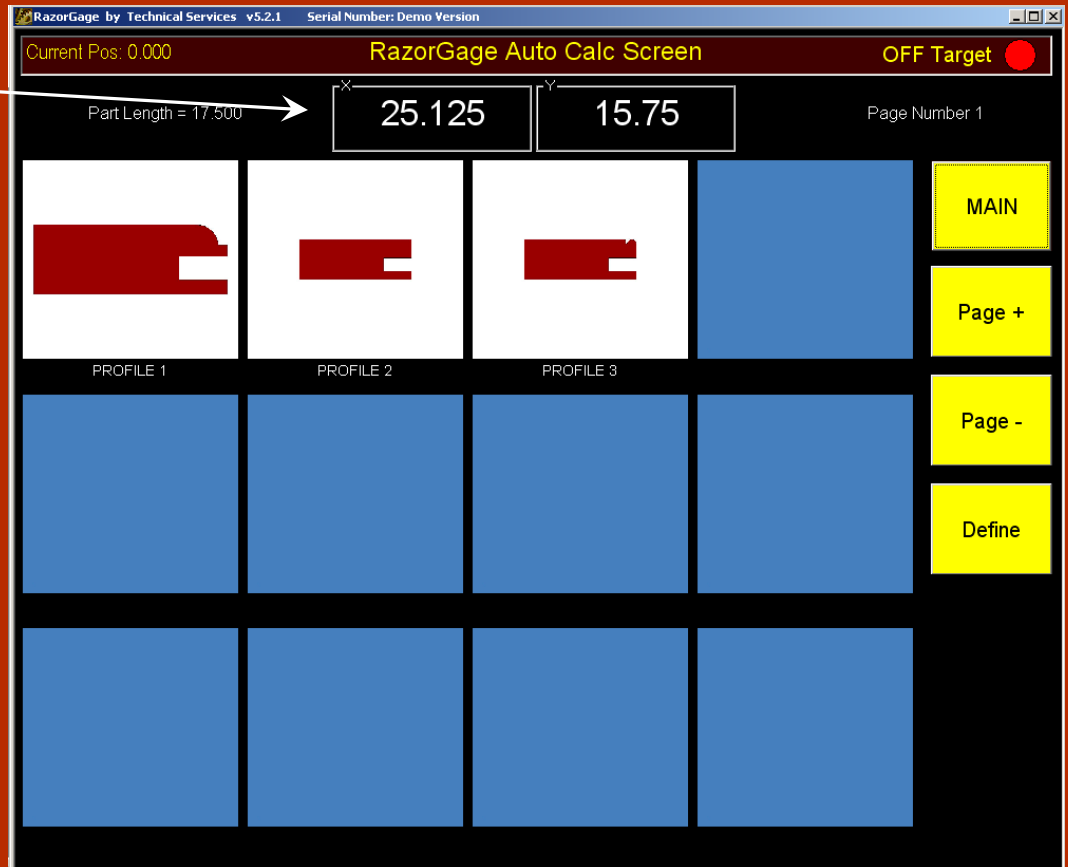 RazorGage by Technical Services v5.2.1 Serial Number: Demo Version
Current Pos: 0.000 RazorGage Auto Calc Screen OFF Target
Part Length = 17.500 X 25.125 Y 15.75 Page Number 1
MAIN
Page +
PROFILE 1 PROFILE 2 PROFILE 3
Page -
Define